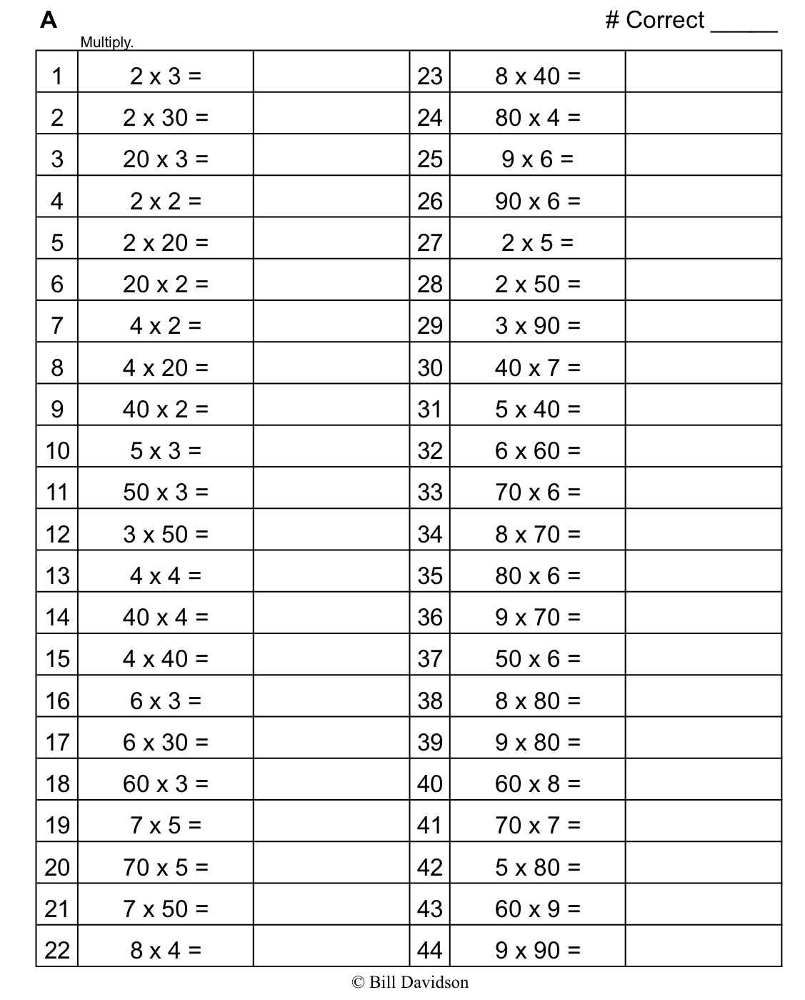 A
# Correct _____
Multiply.
1 2 x 3 = 23 8 x 40 =
2 2 x 30 = 24 80 x 4 =
3 20 x 3 = 25 9 x 6 =
4 2 x 2 = 26 90 x 6 =
5 2 x 20 = 27 2 x 5 =
6 20 x 2 = 28 2 x 50 =
7 4 x 2 = 29 3 x 90 =
8 4 x 20 = 30 40 x 7 =
9 40 x 2 = 31 5 x 40 =
10 5 x 3 = 32 6 x 60 =
11 50 x 3 = 33 70 x 6 =
12 3 x 50 = 34 8 x 70 =
13 4 x 4 = 35 80 x 6 =
14 40 x 4 = 36 9 x 70 =
15 4 x 40 = 37 50 x 6 =
16 6 x 3 = 38 8 x 80 =
17 6 x 30 = 39 9 x 80 =
18 60 x 3 = 40 60 x 8 =
19 7 x 5 = 41 70 x 7 =
20 70 x 5 = 42 5 x 80 =
21 7 x 50 = 43 60 x 9 =
22 8 x 4 = 44 9 x 90 =
© Bill Davidson